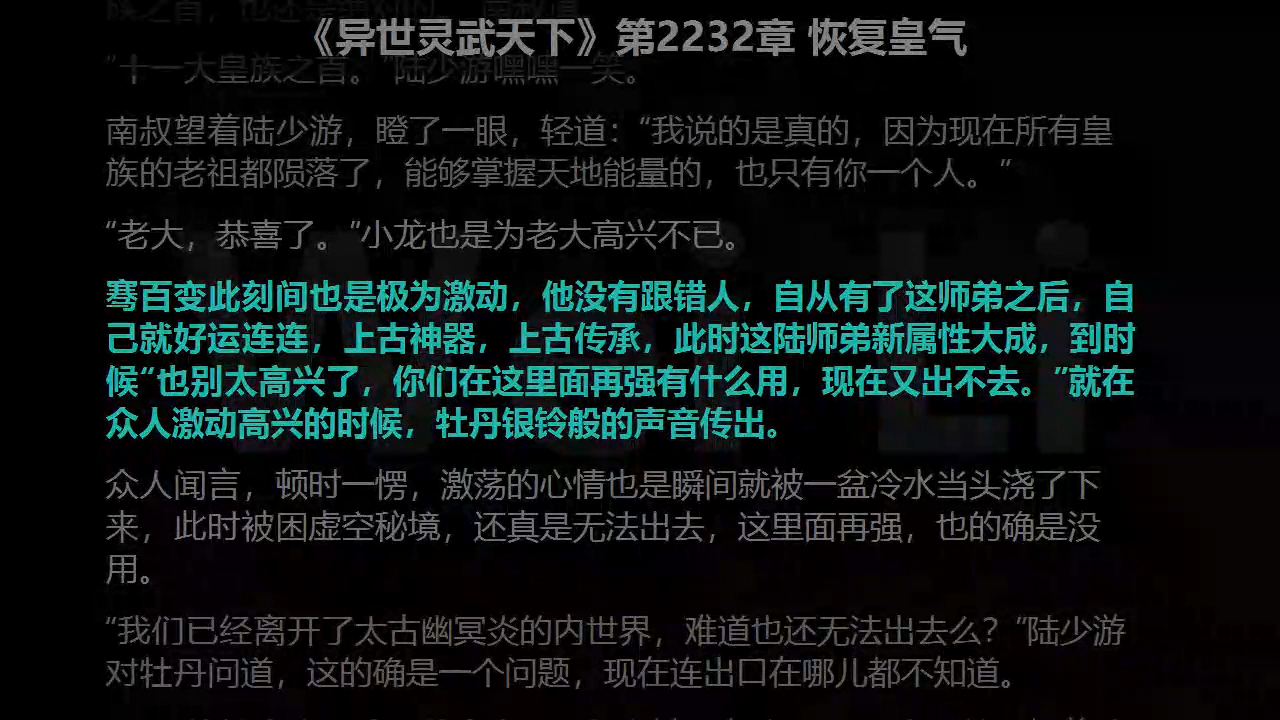 族之首，也还是绝对的。”南叔道。
《异世灵武天下》第2232章 恢复皇气
“十一大皇族之首。”陆少游嘿嘿一笑。
南叔望着陆少游，瞪了一眼，轻道：“我说的是真的，因为现在所有皇
族的老祖都陨落了，能够掌握天地能量的，也只有你一个人。”
“老大，恭喜了。”小龙也是为老大高兴不已。
骞百变此刻间也是极为激动，他没有跟错人，自从有了这师弟之后，自
己就好运连连，上古神器，上古传承，此时这陆师弟新属性大成，到时
候“也别太高兴了，你们在这里面再强有什么用，现在又出不去。”就在
众人激动高兴的时候，牡丹银铃般的声音传出。
众人闻言，顿时一愣，激荡的心情也是瞬间就被一盆冷水当头浇了下
来，此时被困虚空秘境，还真是无法出去，这里面再强，也的确是没
用。
“我们已经离开了太古幽冥炎的内世界，难道也还无法出去么？”陆少游
对牡丹问道，这的确是一个问题，现在连出口在哪儿都不知道。